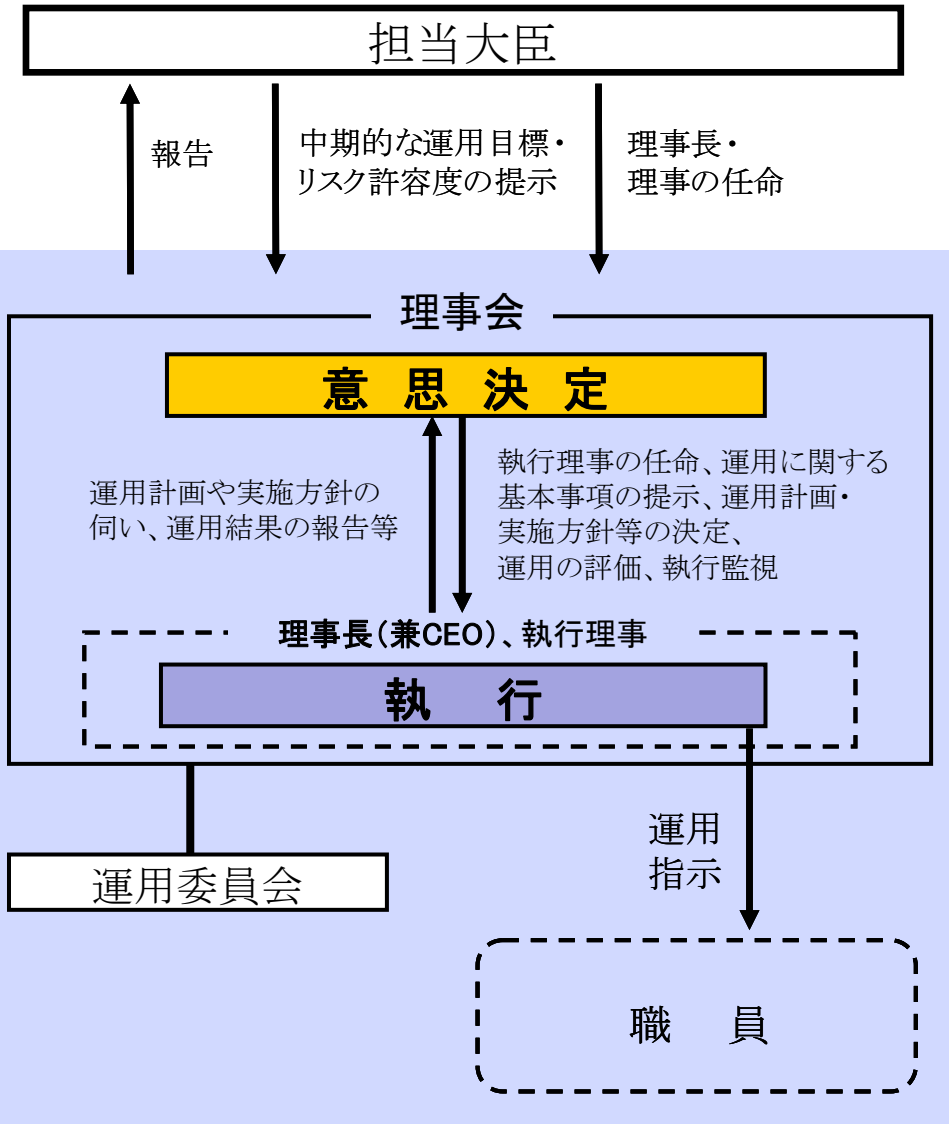 担当大臣
報告
中期的な運用目標・
リスク許容度の提示
理事長・
理事の任命
理事会
意思決定
運用計画や実施方針の
伺い、運用結果の報告等
執行理事の任命、運用に関する
基本事項の提示、運用計画・
実施方針等の決定、
運用の評価、執行監視
理事長（兼CEO）、執行理事
執行
運用委員会
運用
指示
職員